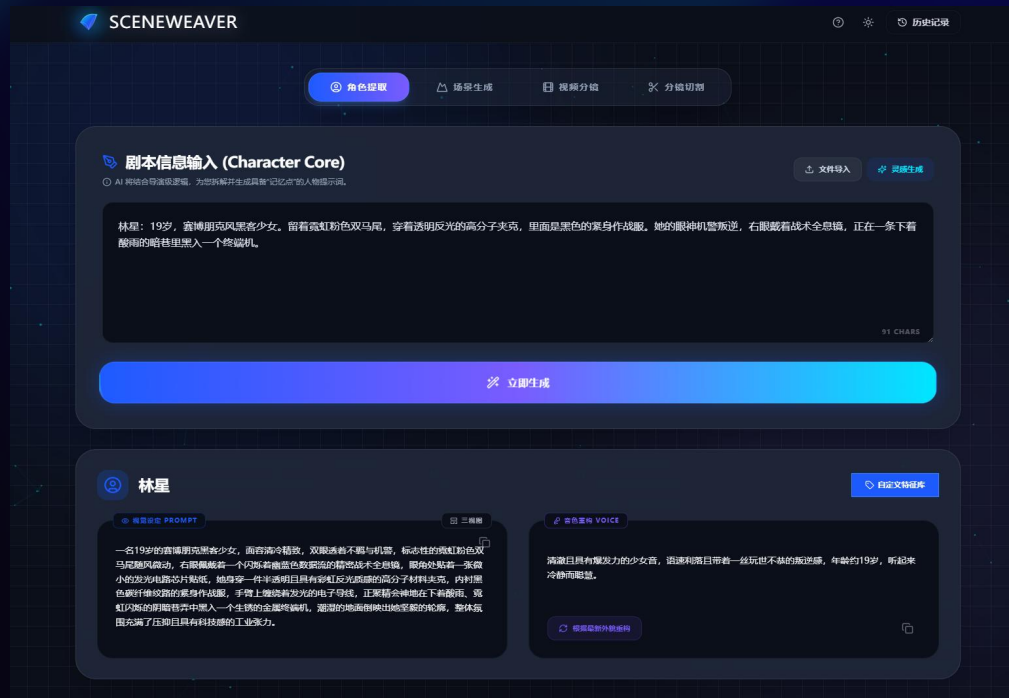 SCENEWEAVER
历史记录
角色提取
场景生成
视频分镜
分镜切割
剧本信息输入 (Character Core)
AI 将结合导演级逻辑，为您拆解并生成具备“记忆点”的人物提示词。
文件导入
灵感生成
林星：19岁，赛博朋克风黑客少女。留着霓虹粉色双马尾，穿着透明反光的高分子夹克，里面是黑色的紧身作战服。她的眼神机警叛逆，右眼戴着战术全息镜，正在一条下着
酸雨的暗巷里黑入一个终端机。
91 CHARS
立即生成
林星
自定义特征库
视觉设定 PROMPT
三视图
一名19岁的赛博朋克黑客少女，面容清冷精致，双眼透着不羁与机警，标志性的霓虹粉色双
马尾随风微动，右眼佩戴着一个闪烁着幽蓝色数据流的精密战术全息镜，眼角处贴着一张微
小的发光电路芯片贴纸，她身穿一件半透明且具有彩虹反光质感的高分子材料夹克，内衬黑
色碳纤维纹路的紧身作战服，手臂上缠绕着发光的电子导线，正聚精会神地在下着酸雨、霓
虹闪烁的阴暗巷弄中黑入一个生锈的金属终端机，潮湿的地面倒映出她坚毅的轮廓，整体氛
围充满了压抑且具有科技感的工业张力。
音色重构 VOICE
清澈且具有爆发力的少女音，语速利落且带着一丝玩世不恭的叛逆感，年龄约19岁，听起来
冷静而聪慧。
根据最新外貌重构